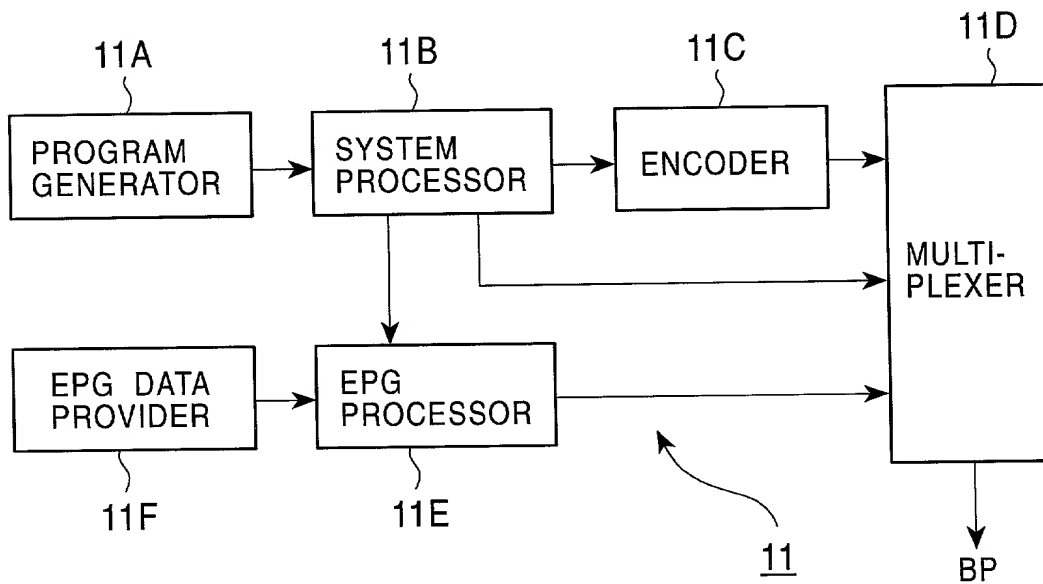 11A
11B
11C
11D
PROGRAM
GENERATOR
SYSTEM
PROCESSOR
ENCODER
MULTI-
PLEXER
EPG DATA
PROVIDER
EPG
PROCESSOR
11F
11E
11
BP